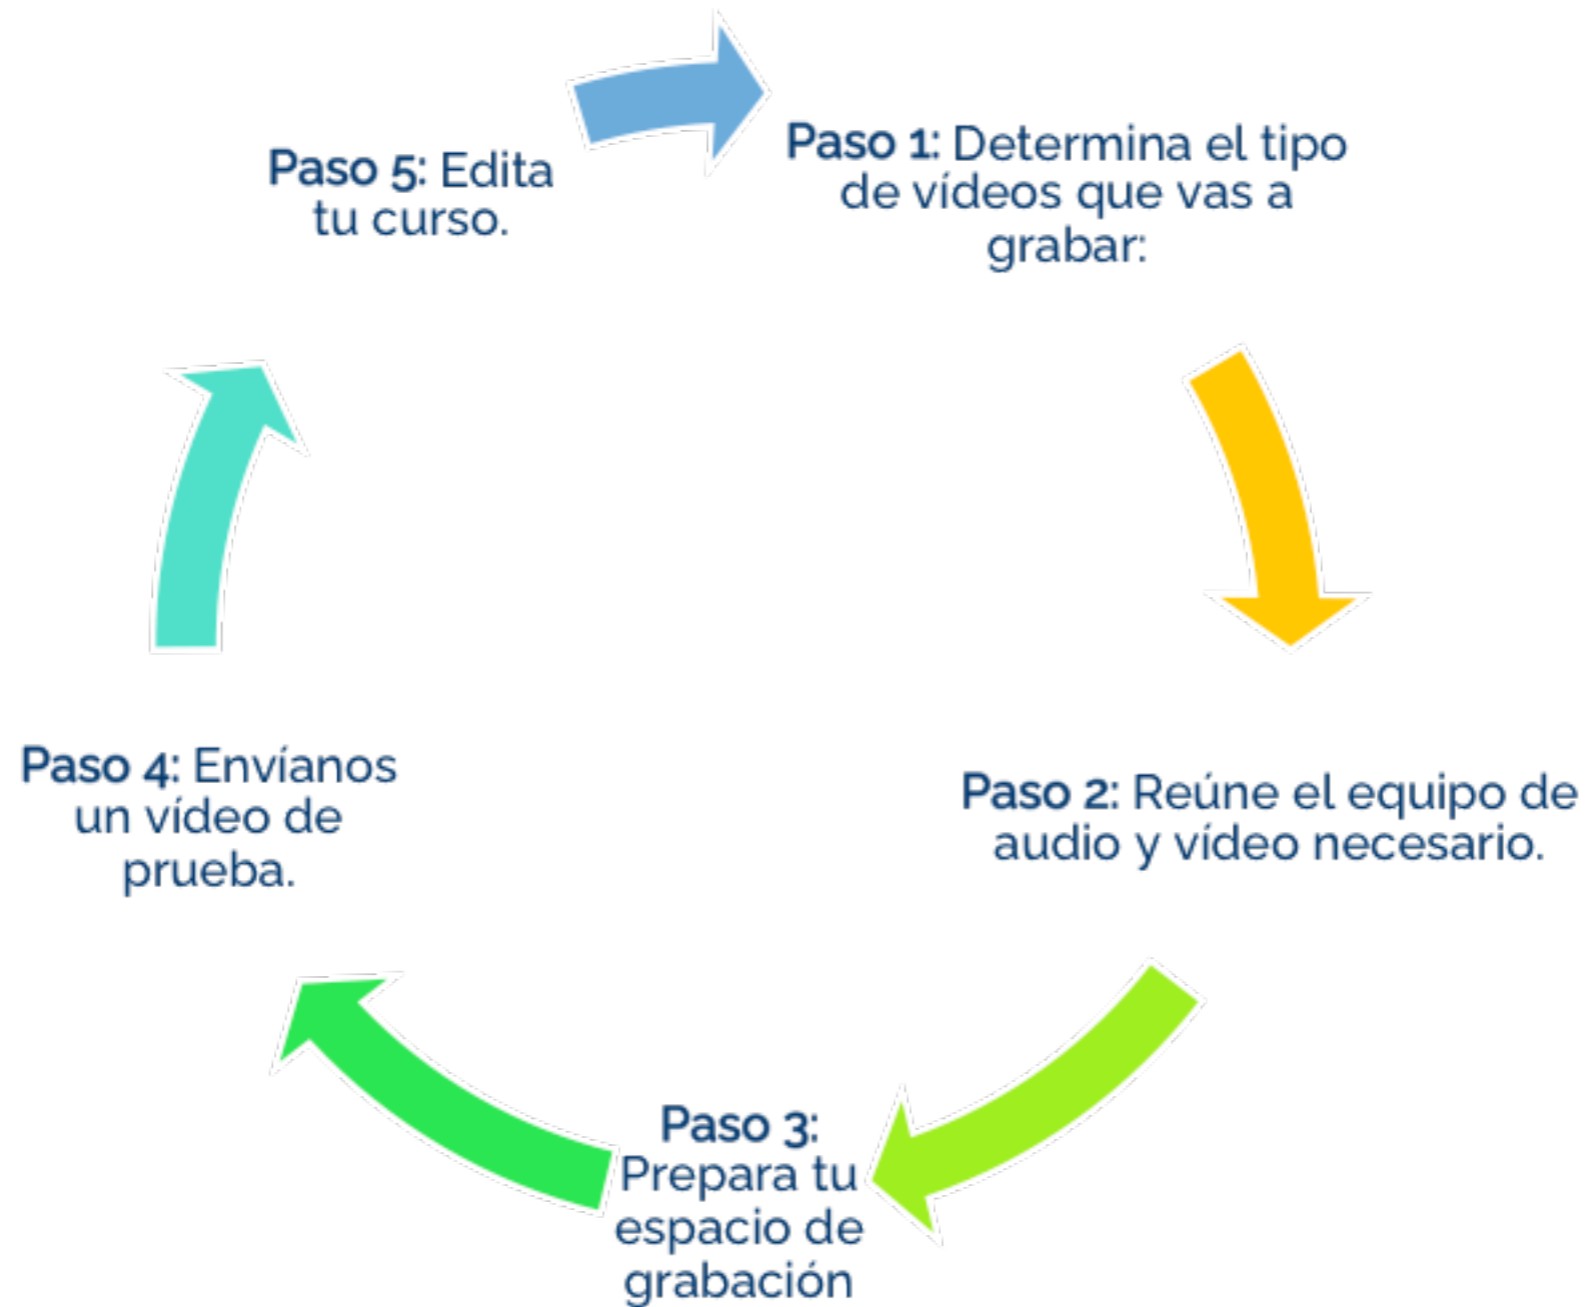 Paso 1: Determina el tipo
de vídeos que vas a
grabar:
Paso 2: Reúne el equipo de
audio y vídeo necesario.
Paso 3:
Prepara tu
espacio de
grabación
Paso 4: Envíanos
un vídeo de
prueba.
Paso 5: Edita
tu curso.